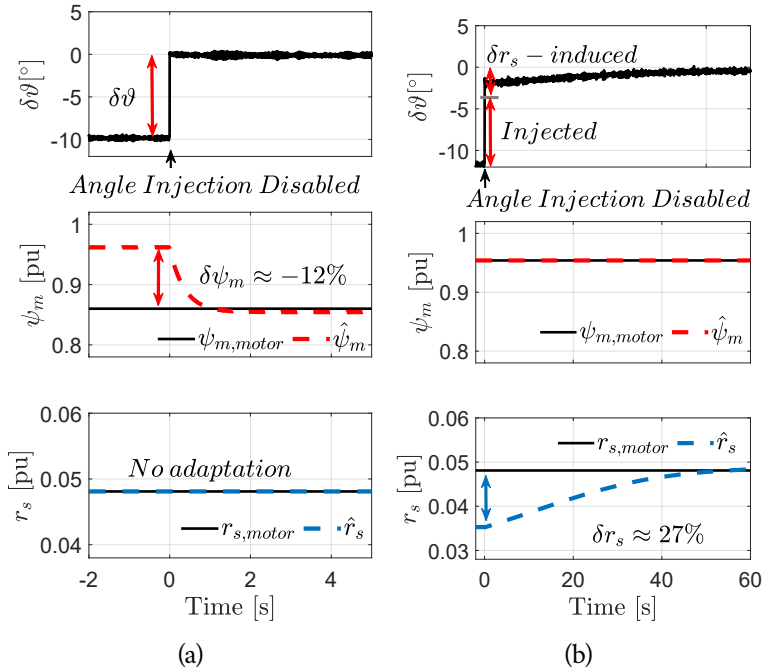 5
0
-5
-10
δϑ[°]
δϑ
Angle Injection Disabled
1
0.9
0.8
ψm [pu]
δψm ≈ −12%
ψm,motor ψ̂m
0.06
0.05
0.04
rs [pu]
No adaptation
rs,motor r̂s
-2 0 2 4
Time [s]
(a)
5
0
-5
-10
δϑ[°]
δrs − induced
Injected
Angle Injection Disabled
1
0.9
0.8
ψm [pu]
ψm,motor ψ̂m
0.06
0.05
0.04
0.03
rs [pu]
rs,motor r̂s
δrs ≈ 27%
0 20 40 60
Time [s]
(b)